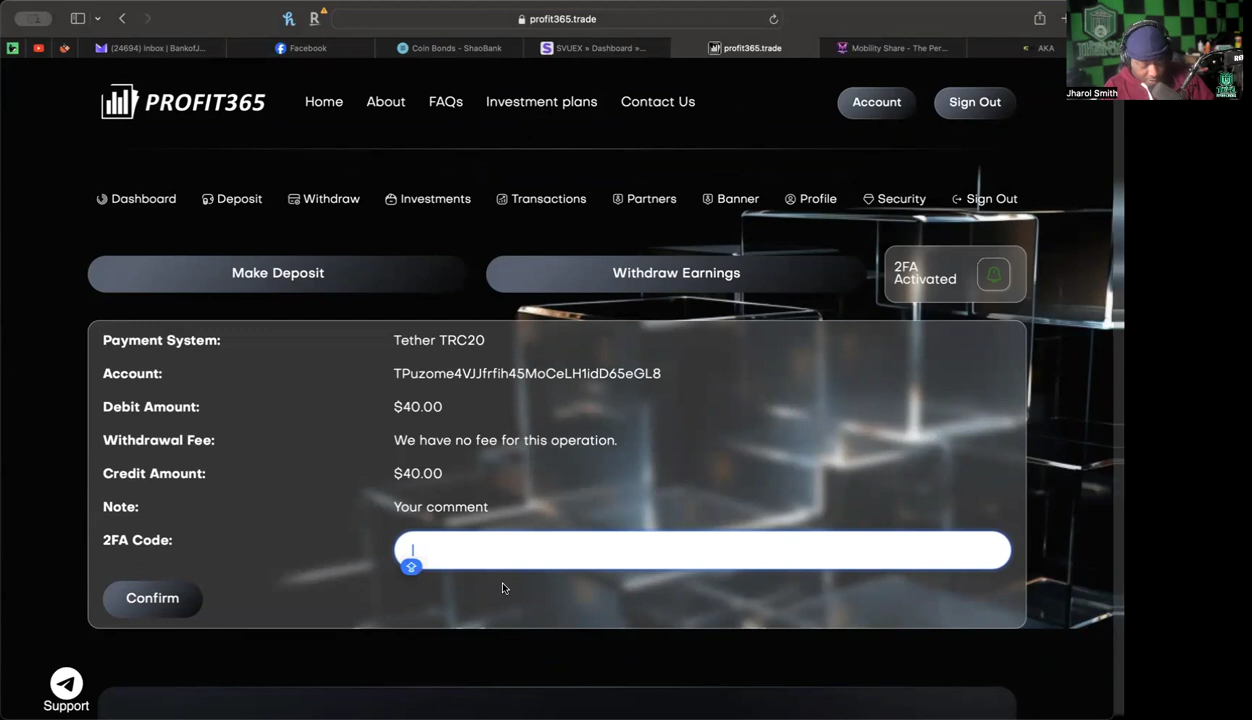 profit365.trade
(24694) Inbox | BankofJ...
Facebook
Coin Bonds - ShaoBank
SVUEX » Dashboard »...
profit365.trade
Mobility Share - The Per...
AKA
Jharol Smith
PROFIT365
Home
About
FAQs
Investment plans
Contact Us
Account
Sign Out
Dashboard
Deposit
Withdraw
Investments
Transactions
Partners
Banner
Profile
Security
Sign Out
Make Deposit
Withdraw Earnings
2FA
Activated
Payment System: Tether TRC20
Account: TPuzome4VJJfrfih45MoCeLH1idD65eGL8
Debit Amount: $40.00
Withdrawal Fee: We have no fee for this operation.
Credit Amount: $40.00
Note: Your comment
2FA Code:
Confirm
Support